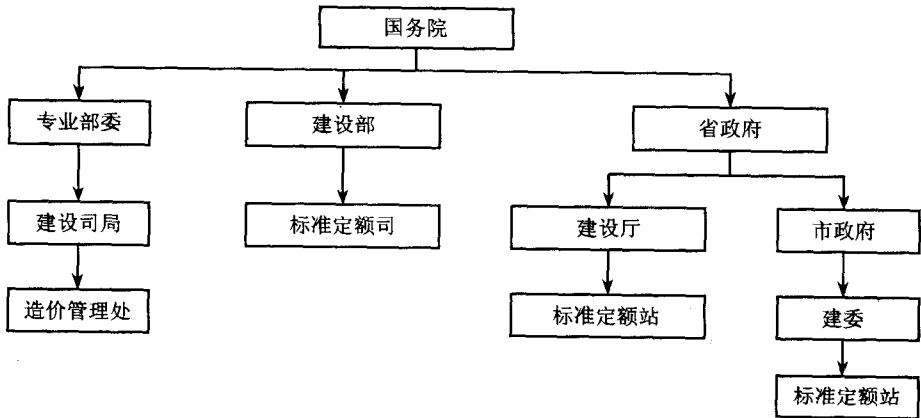 国务院
专业部委
建设部
省政府
建设司局
标准定额司
建设厅
市政府
造价管理处
标准定额站
建委
标准定额站